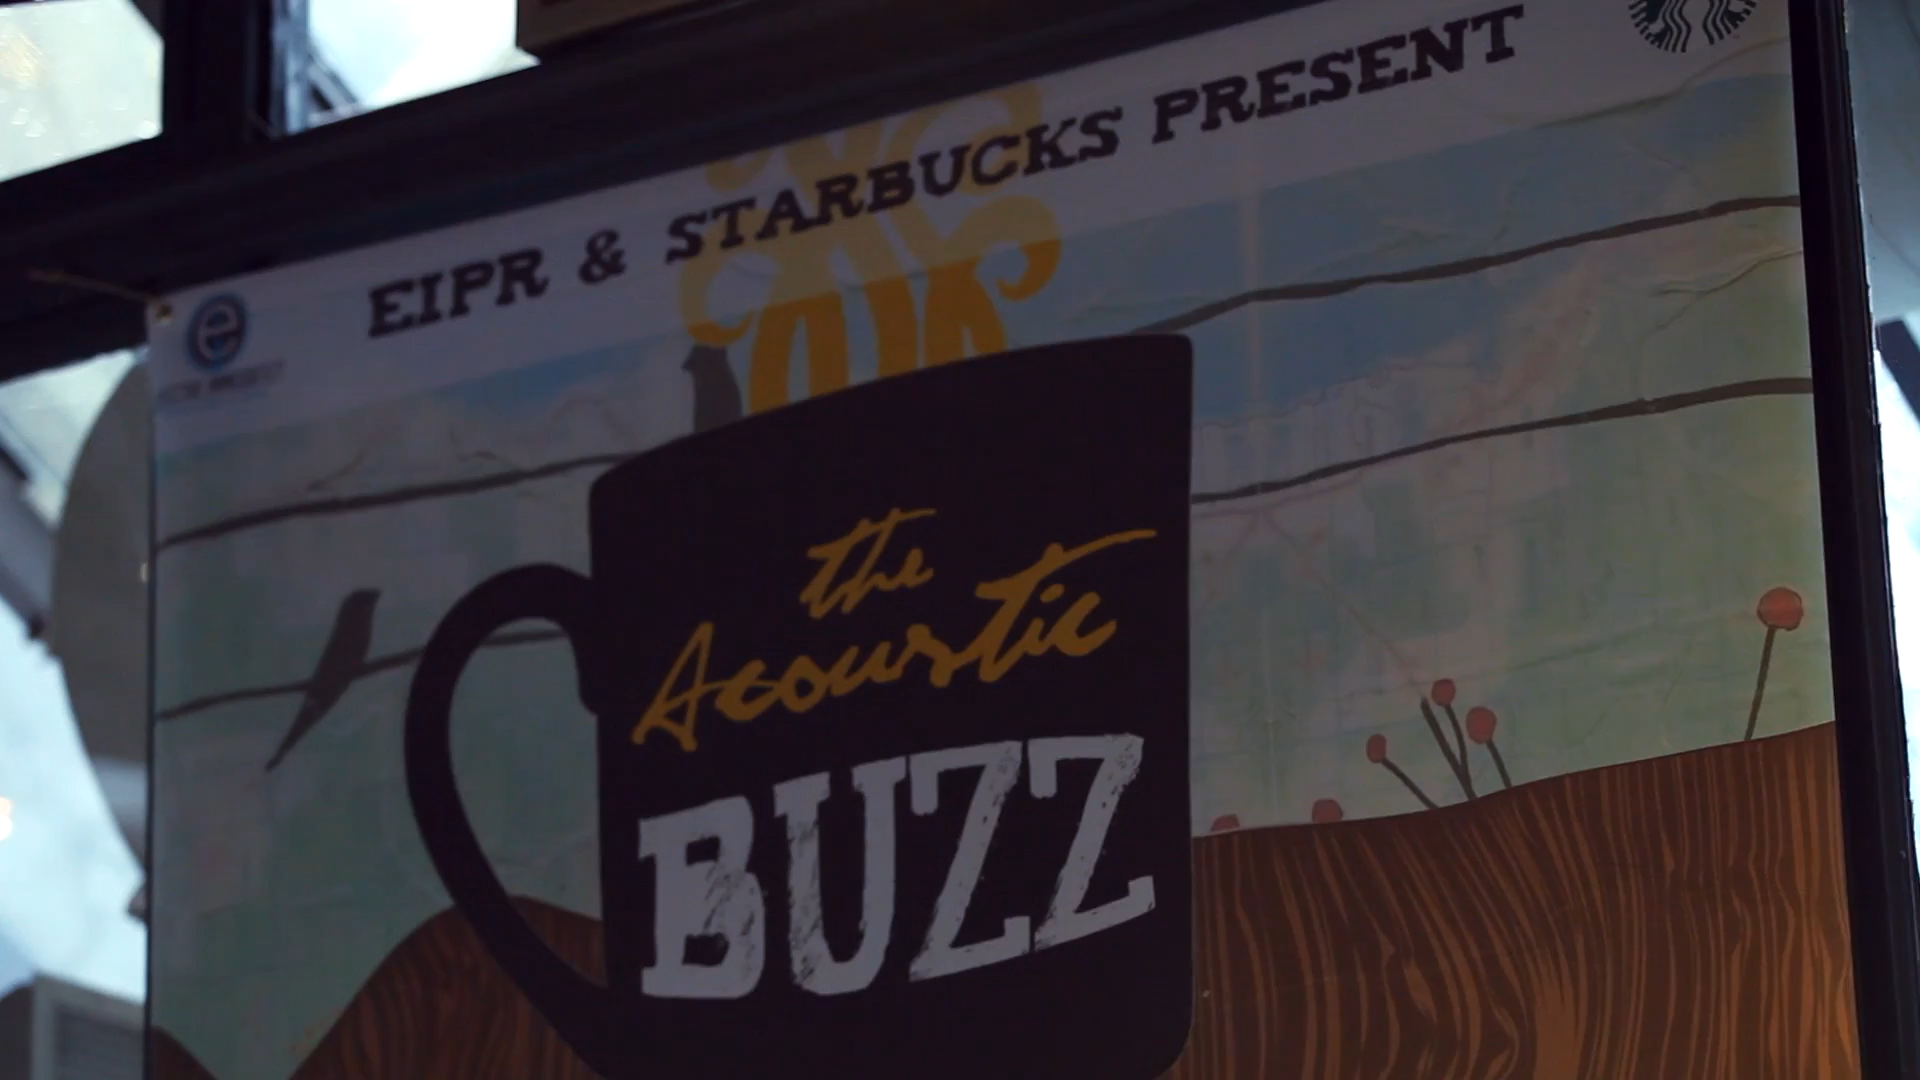 EIPR & STARBUCKS PRESENT
e
the
Acoustic
BUZZ